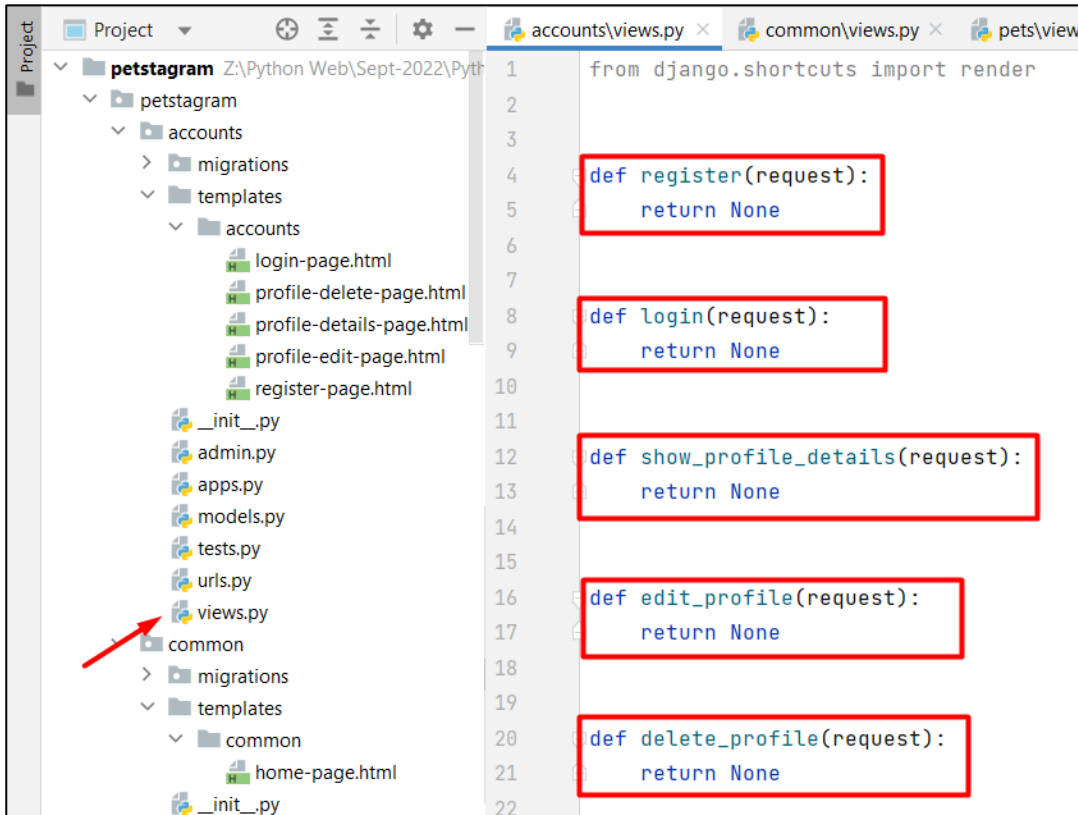 Project
Project
accounts\views.py
common\views.py
pets\view
petstagram Z:\Python Web\Sept-2022\Pyth
petstagram
accounts
migrations
templates
accounts
login-page.html
profile-delete-page.html
profile-details-page.html
profile-edit-page.html
register-page.html
__init__.py
admin.py
apps.py
models.py
tests.py
urls.py
views.py
common
migrations
templates
common
home-page.html
__init__.py
1 from django.shortcuts import render
2
3
4 def register(request):
5 return None
6
7
8 def login(request):
9 return None
10
11
12 def show_profile_details(request):
13 return None
14
15
16 def edit_profile(request):
17 return None
18
19
20 def delete_profile(request):
21 return None
22